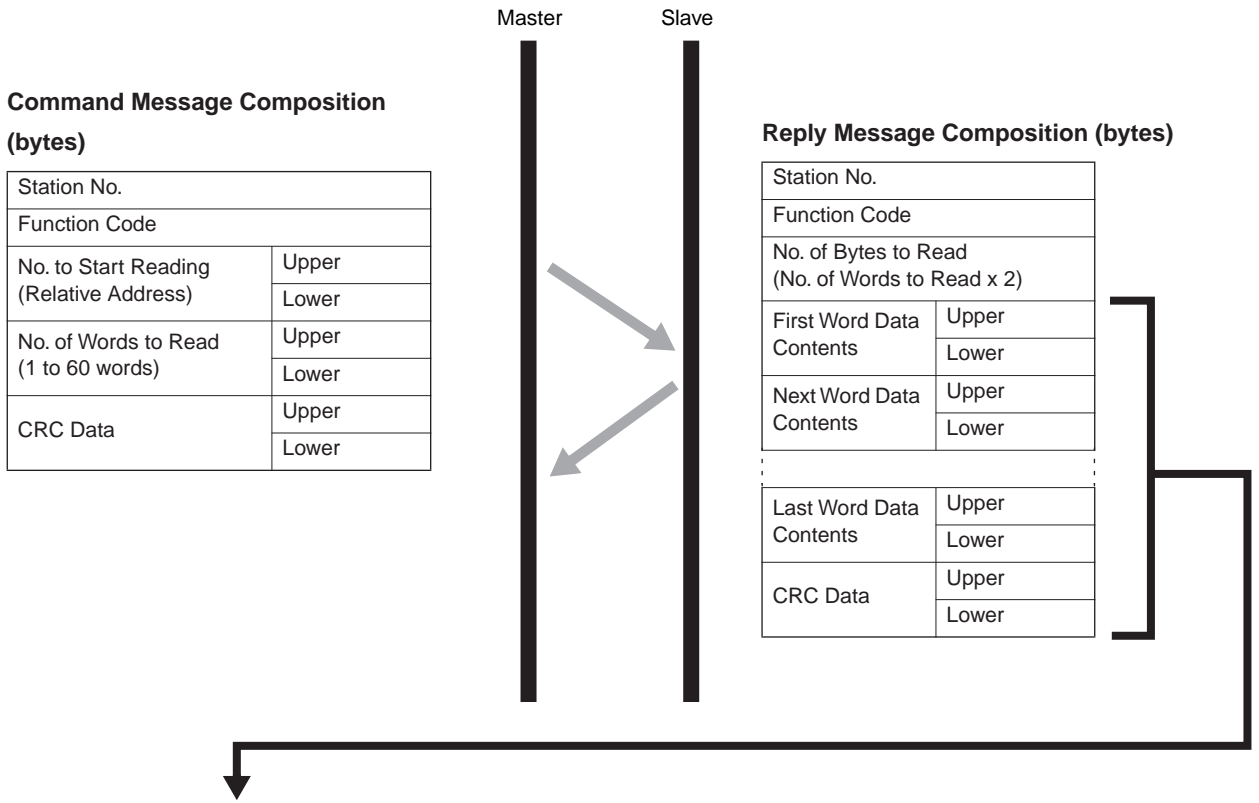 Master
Slave
Command Message Composition
(bytes)
Station No.
Function Code
No. to Start Reading
(Relative Address)
Upper
Lower
No. of Words to Read
(1 to 60 words)
Upper
Lower
CRC Data
Upper
Lower
Reply Message Composition (bytes)
Station No.
Function Code
No. of Bytes to Read
(No. of Words to Read x 2)
First Word Data
Contents
Upper
Lower
Next Word Data
Contents
Upper
Lower
Last Word Data
Contents
Upper
Lower
CRC Data
Upper
Lower